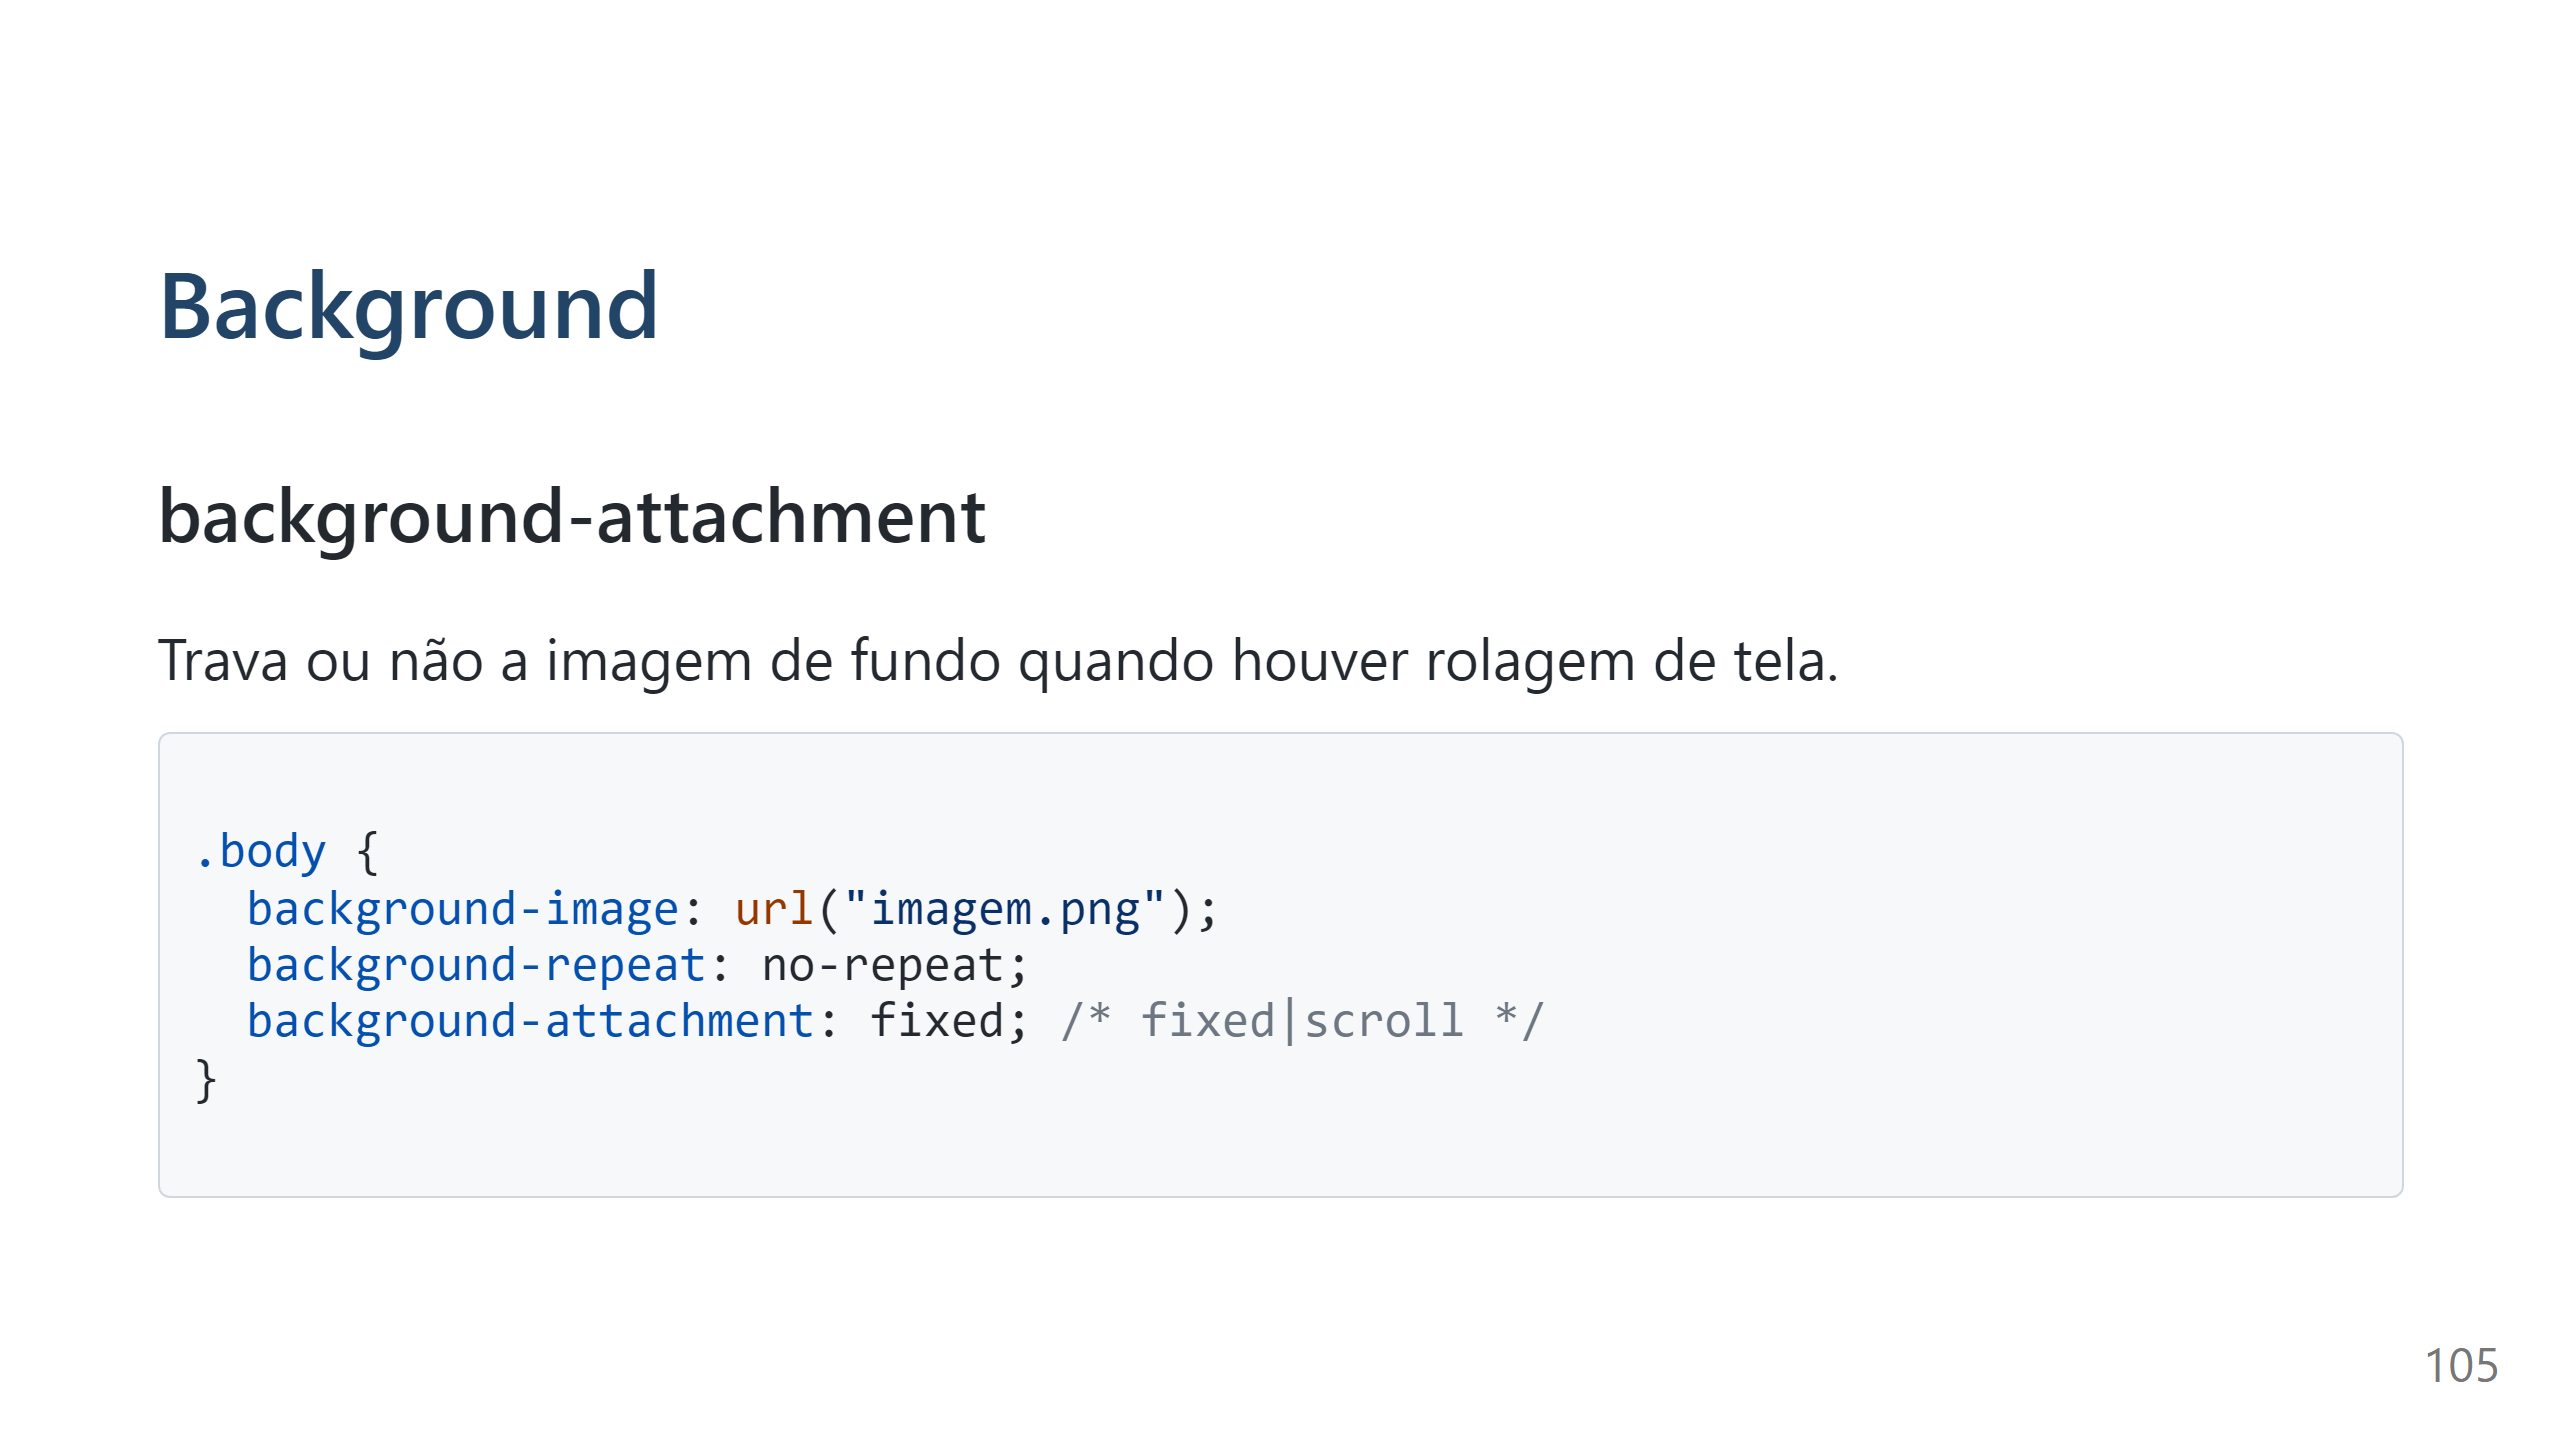 Background
background-attachment
Trava ou não a imagem de fundo quando houver rolagem de tela.
.body {
  background-image: url("imagem.png");
  background-repeat: no-repeat;
  background-attachment: fixed; /* fixed|scroll */
}
105